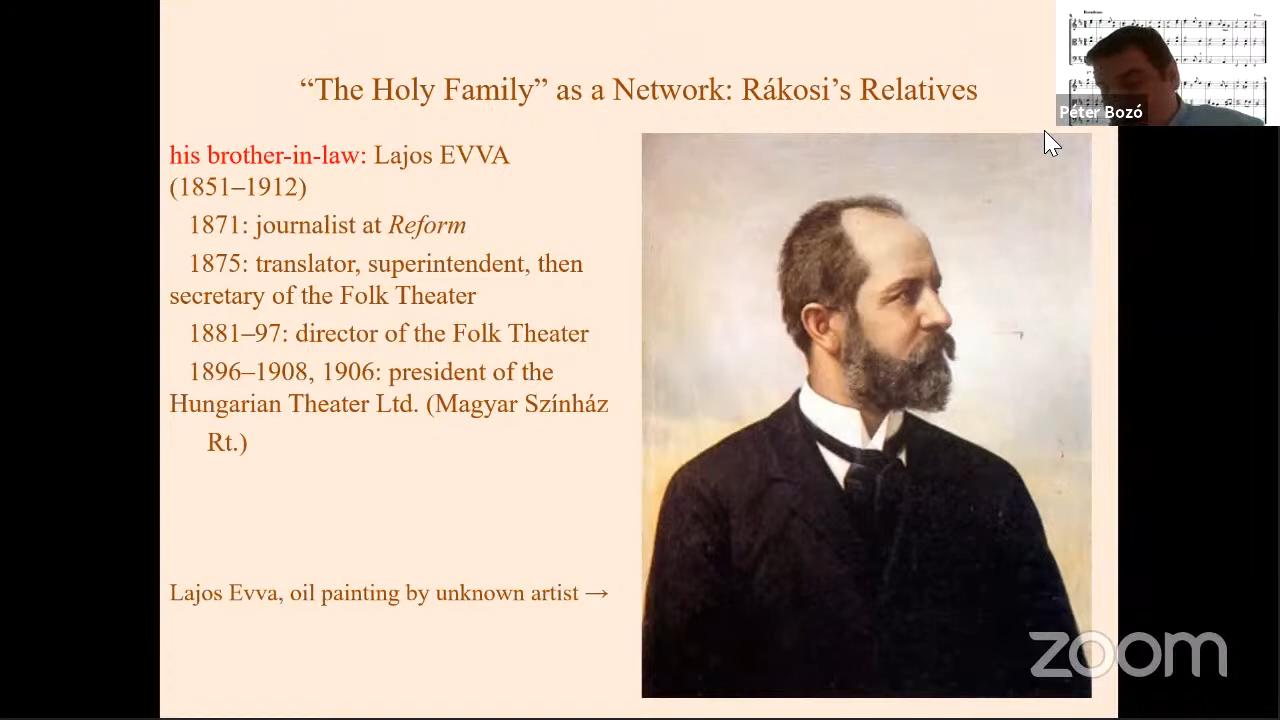 “The Holy Family” as a Network: Rákosi’s Relatives
Péter Bozó
his brother-in-law: Lajos EVVA
(1851–1912)
1871: journalist at Reform
1875: translator, superintendent, then
secretary of the Folk Theater
1881–97: director of the Folk Theater
1896–1908, 1906: president of the
Hungarian Theater Ltd. (Magyar Színház
Rt.)
Lajos Evva, oil painting by unknown artist →
zoom